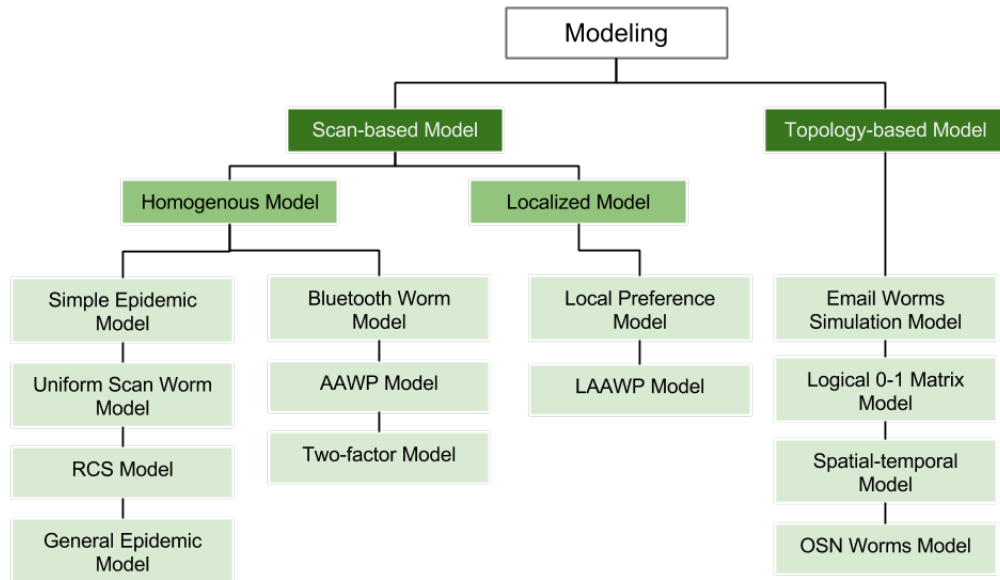 Modeling
Scan-based Model
Topology-based Model
Homogenous Model
Localized Model
Simple Epidemic
Model
Bluetooth Worm
Model
Local Preference
Model
Email Worms
Simulation Model
Uniform Scan Worm
Model
AAWP Model
LAAWP Model
Logical 0-1 Matrix
Model
RCS Model
Two-factor Model
Spatial-temporal
Model
General Epidemic
Model
OSN Worms Model